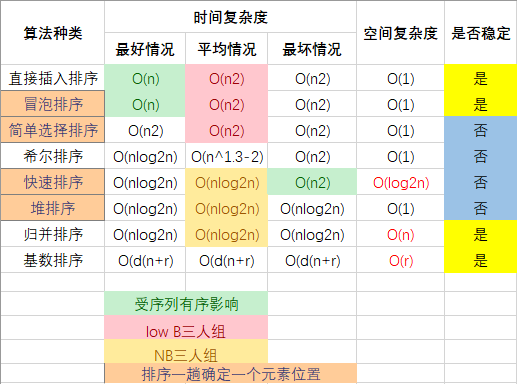 算法种类 时间复杂度 空间复杂度 是否稳定
最好情况 平均情况 最坏情况
直接插入排序 O(n) O(n2) O(n2) O(1) 是
冒泡排序 O(n) O(n2) O(n2) O(1) 是
简单选择排序 O(n2) O(n2) O(n2) O(1) 否
希尔排序 O(nlog2n) O(n^1.3-2) O(n2) O(1) 否
快速排序 O(nlog2n) O(nlog2n) O(n2) O(log2n) 否
堆排序 O(nlog2n) O(nlog2n) O(nlog2n) O(1) 否
归并排序 O(nlog2n) O(nlog2n) O(nlog2n) O(n) 是
基数排序 O(d(n+r) O(d(n+r) O(d(n+r) O(r) 是
受序列有序影响
low B三人组
NB三人组
排序一趟确定一个元素位置